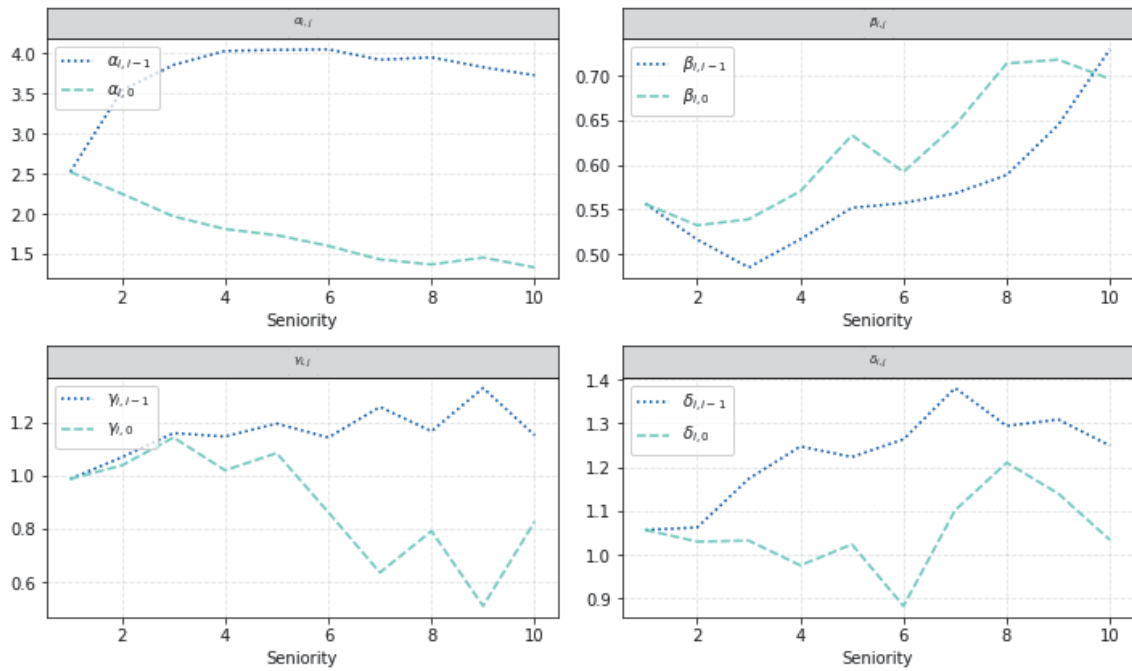 α_{i,j}
4.0
3.5
3.0
2.5
2.0
1.5
α_{i,i−1}
α_{i,0}
2 4 6 8 10
Seniority
β_{i,j}
0.70
0.65
0.60
0.55
0.50
β_{i,i−1}
β_{i,0}
2 4 6 8 10
Seniority
γ_{i,j}
1.2
1.0
0.8
0.6
γ_{i,i−1}
γ_{i,0}
2 4 6 8 10
Seniority
δ_{i,j}
1.4
1.3
1.2
1.1
1.0
0.9
δ_{i,i−1}
δ_{i,0}
2 4 6 8 10
Seniority